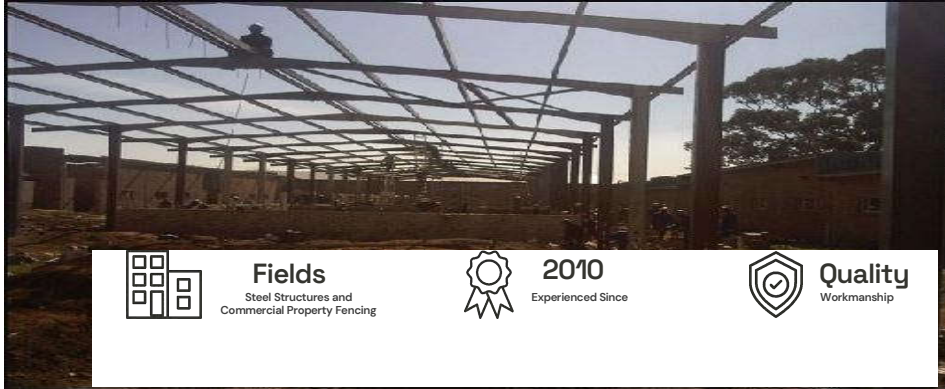 Fields
Steel Structures and
Commercial Property Fencing
2010
Experienced Since
Quality
Workmanship